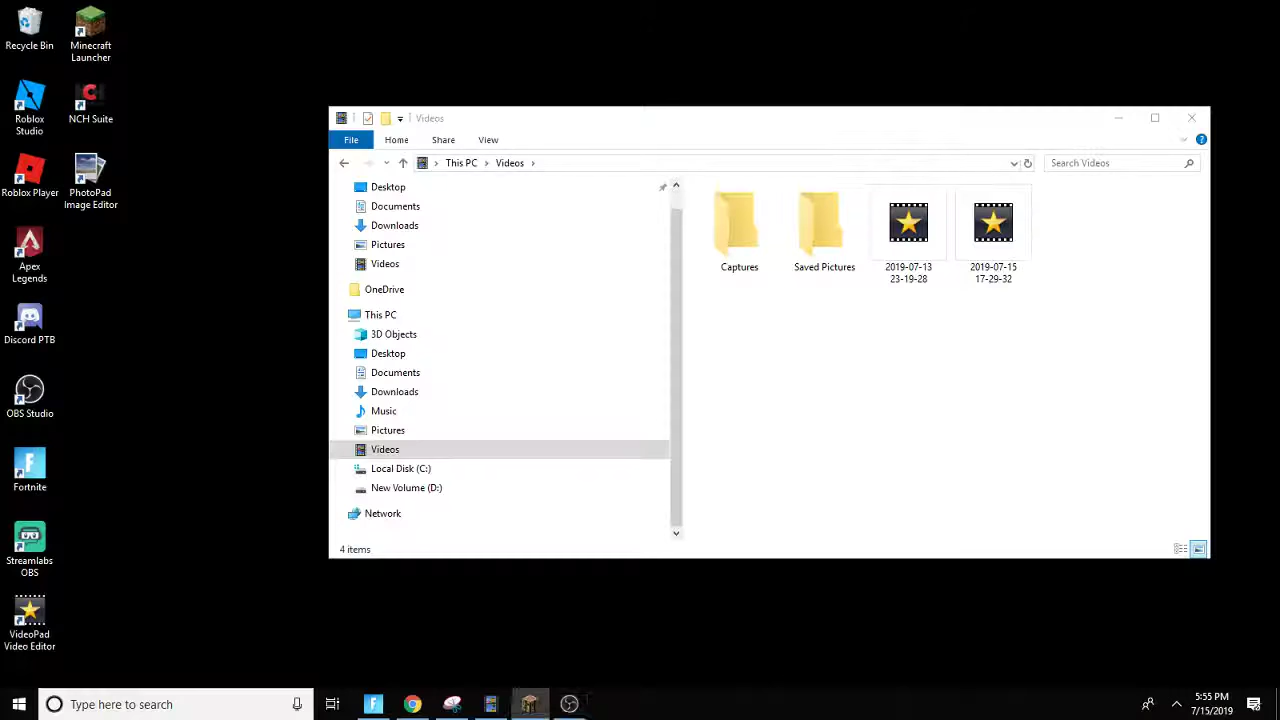 Recycle Bin
Minecraft
Launcher
Roblox
Studio
NCH Suite
Roblox Player
PhotoPad
Image Editor
Apex
Legends
Discord PTB
OBS Studio
Fortnite
Streamlabs
OBS
VideoPad
Video Editor
Videos
File
Home
Share
View
This PC
Videos
Search Videos
Desktop
Documents
Downloads
Pictures
Videos
OneDrive
This PC
3D Objects
Desktop
Documents
Downloads
Music
Pictures
Videos
Local Disk (C:)
New Volume (D:)
Network
Captures
Saved Pictures
2019-07-13
23-19-28
2019-07-15
17-29-32
4 items
Type here to search
5:55 PM
7/15/2019